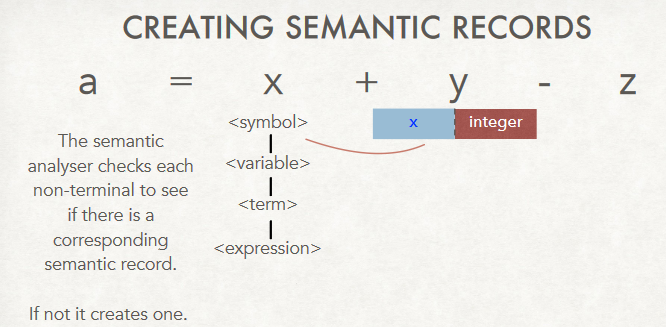 CREATING SEMANTIC RECORDS
a = x + y - z
<symbol>
x integer
The semantic
analyser checks each
non-terminal to see
if there is a
corresponding
semantic record.
If not it creates one.
<variable>
<term>
<expression>